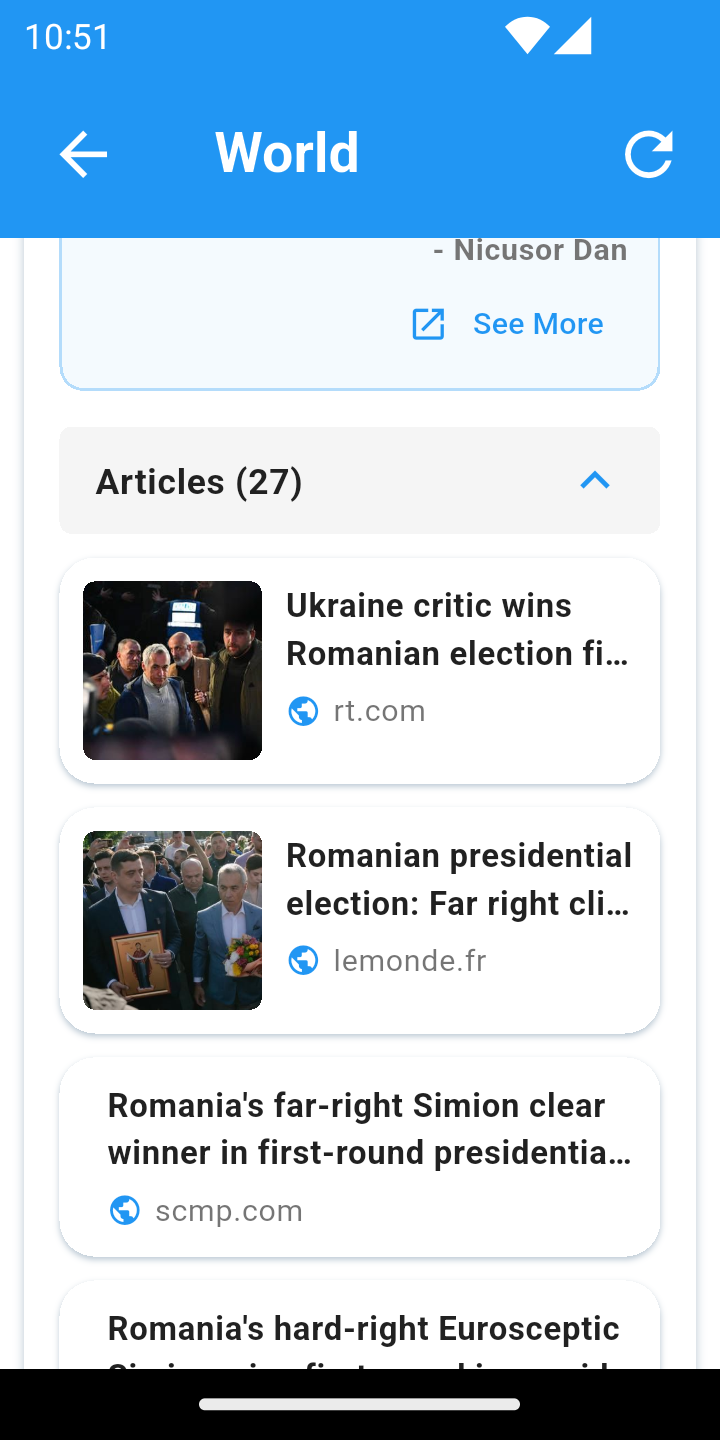 10:51
World
- Nicusor Dan
See More
Articles (27)
Ukraine critic wins
Romanian election fi…
rt.com
Romanian presidential
election: Far right cli…
lemonde.fr
Romania's far-right Simion clear
winner in first-round presidentia…
scmp.com
Romania's hard-right Eurosceptic